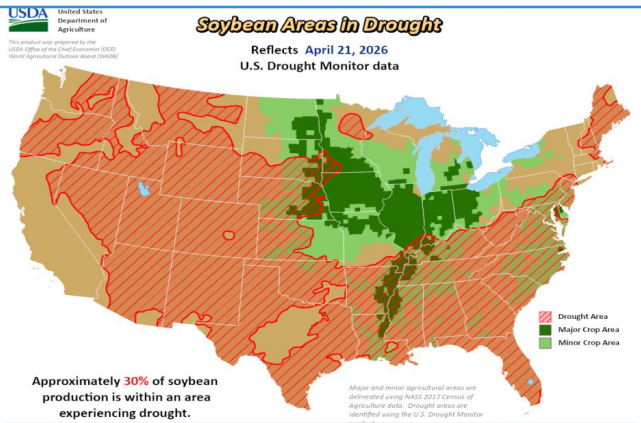 USDA
United States
Department of
Agriculture
This product was prepared by the
USDA Office of the Chief Economist (OCE)
World Agricultural Outlook Board (WAOB)
Soybean Areas in Drought
Reflects April 21, 2026
U.S. Drought Monitor data
Drought Area
Major Crop Area
Minor Crop Area
Approximately 30% of soybean
production is within an area
experiencing drought.
Major and minor agricultural areas are
delineated using NASS 2017 Census of
Agriculture data. Drought areas are
identified using the U.S. Drought Monitor